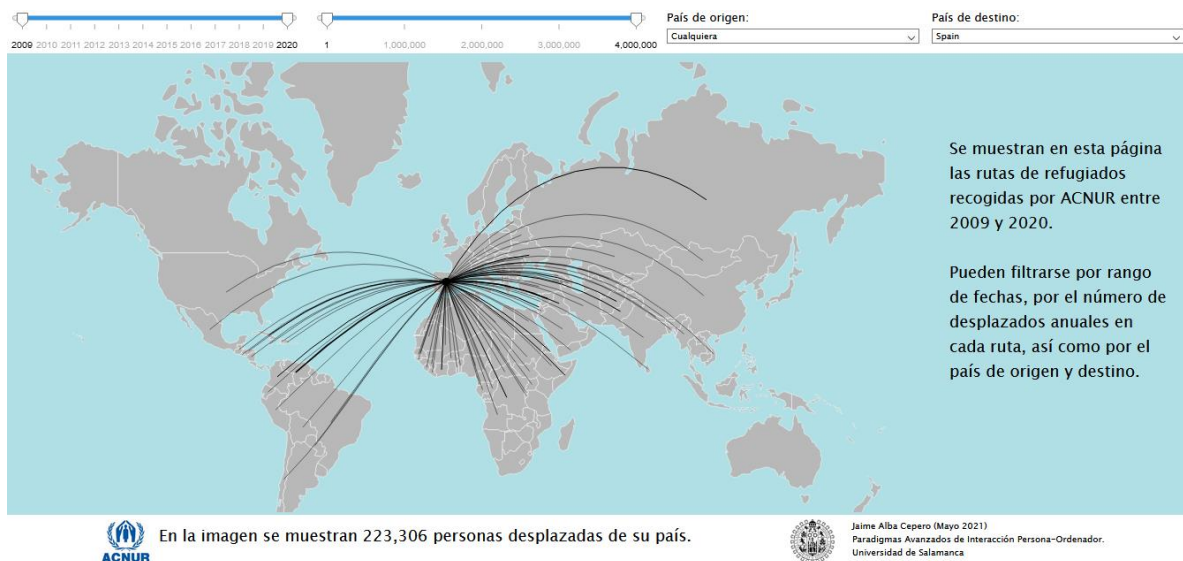 País de origen:
País de destino:
Cualquiera
Spain
2009 2010 2011 2012 2013 2014 2015 2016 2017 2018 2019 2020
1 1,000,000 2,000,000 3,000,000 4,000,000
Se muestran en esta página
las rutas de refugiados
recogidas por ACNUR entre
2009 y 2020.
Pueden filtrarse por rango
de fechas, por el número de
desplazados anuales en
cada ruta, así como por el
país de origen y destino.
ACNUR
En la imagen se muestran 223,306 personas desplazadas de su país.
Jaime Alba Cepero (Mayo 2021)
Paradigmas Avanzados de Interacción Persona-Ordenador.
Universidad de Salamanca